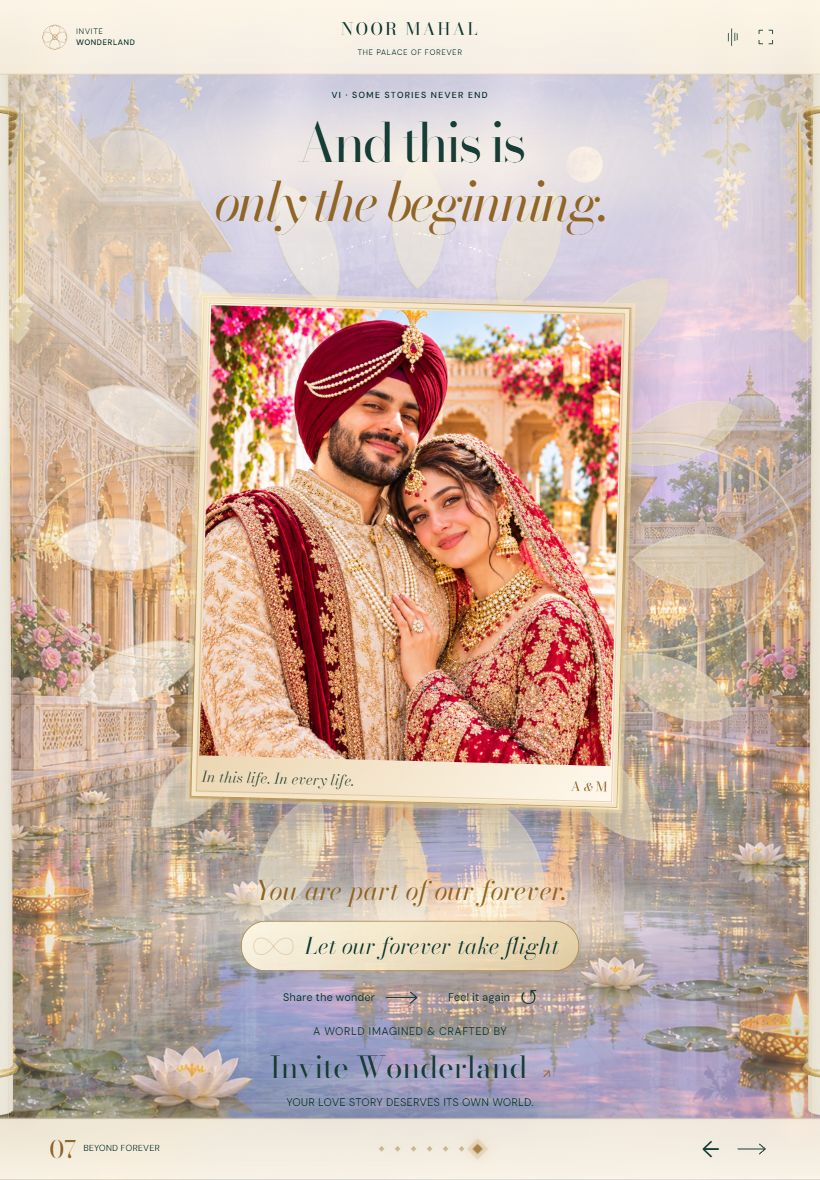 INVITE
WONDERLAND
NOOR MAHAL
THE PALACE OF FOREVER
VI · SOME STORIES NEVER END
And this is
only the beginning.
In this life. In every life.
A & M
You are part of our forever.
Let our forever take flight
Share the wonder
Feel it again
A WORLD IMAGINED & CRAFTED BY
Invite Wonderland
YOUR LOVE STORY DESERVES ITS OWN WORLD.
07 BEYOND FOREVER